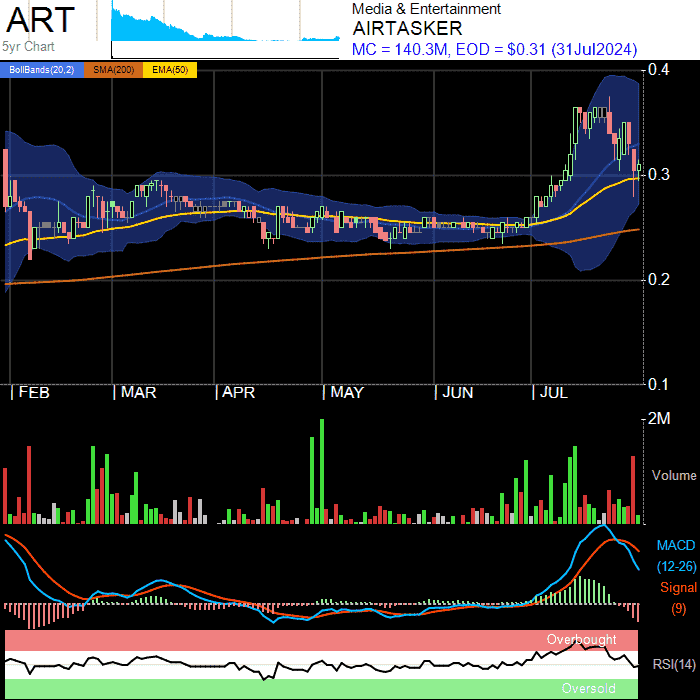 ART
5yr Chart
Media & Entertainment
AIRTASKER
MC = 140.3M, EOD = $0.31 (31Jul2024)
BollBands(20,2) SMA(200) EMA(50)
0.4
0.3
0.2
0.1
FEB MAR APR MAY JUN JUL
2M
Volume
MACD
(12-26)
Signal
(9)
Overbought
RSI(14)
Oversold